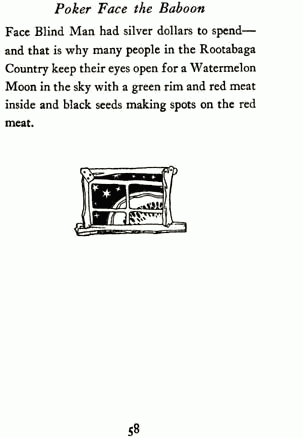 Poker Face the Baboon
Face Blind Man had silver dollars to spend—
and that is why many people in the Rootabaga
Country keep their eyes open for a Watermelon
Moon in the sky with a green rim and red meat
inside and black seeds making spots on the red
meat.
58